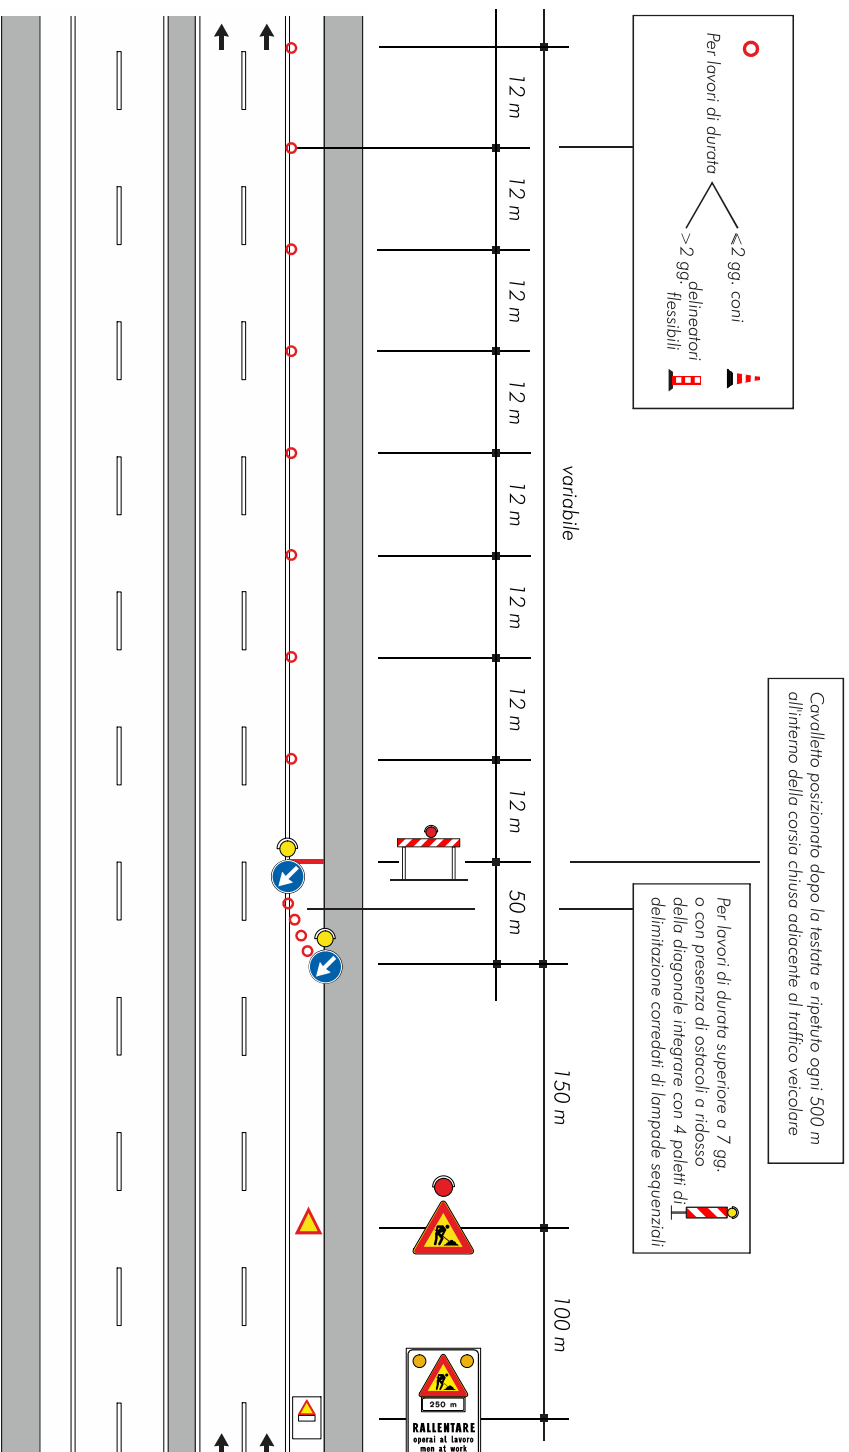 Per lavori di durata
⩽2 gg. coni
>2 gg. delineatori
flessibili
12 m
12 m
12 m
12 m
12 m
12 m
12 m
12 m
50 m
variabile
150 m
100 m
Cavalletto posizionato dopo la testata e ripetuto ogni 500 m
all'interno della corsia chiusa adiacente al traffico veicolare
Per lavori di durata superiore a 7 gg.
o con presenza di ostacoli a ridosso
della diagonale integrare con 4 paletti di
delimitazione corredati di lampade sequenziali
250 m
RALLENTARE
operai al lavoro
men at work